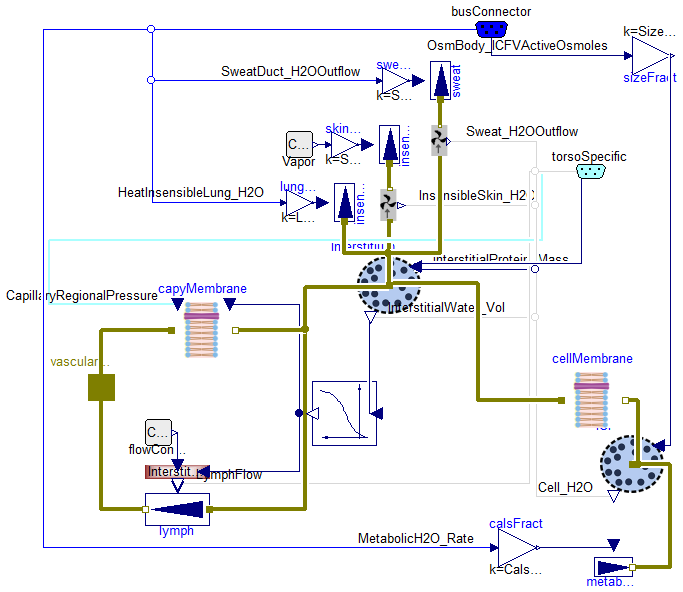 busConnector
k=Size...
OsmBody_ICFVActiveOsmoles
swe...
SweatDuct_H2OOutflow
sweat
sizeFract
k=S...
skin...
Sweat_H2OOutflow
C...
insen...
Vapor
k=S...
torsoSpecific
lung...
HeatInsensibleLung_H2O
insen...
InsensibleSkin_H2O
k=L...
InterstitialProtein_Mass
capyMembrane
CapillaryRegionalPressure
InterstitialWater_Vol
vascular...
cellMembrane
C...
flowCon...
Interstit...
LymphFlow
Cell_H2O
lymph
calsFract
MetabolicH2O_Rate
k=Cals...
metab...